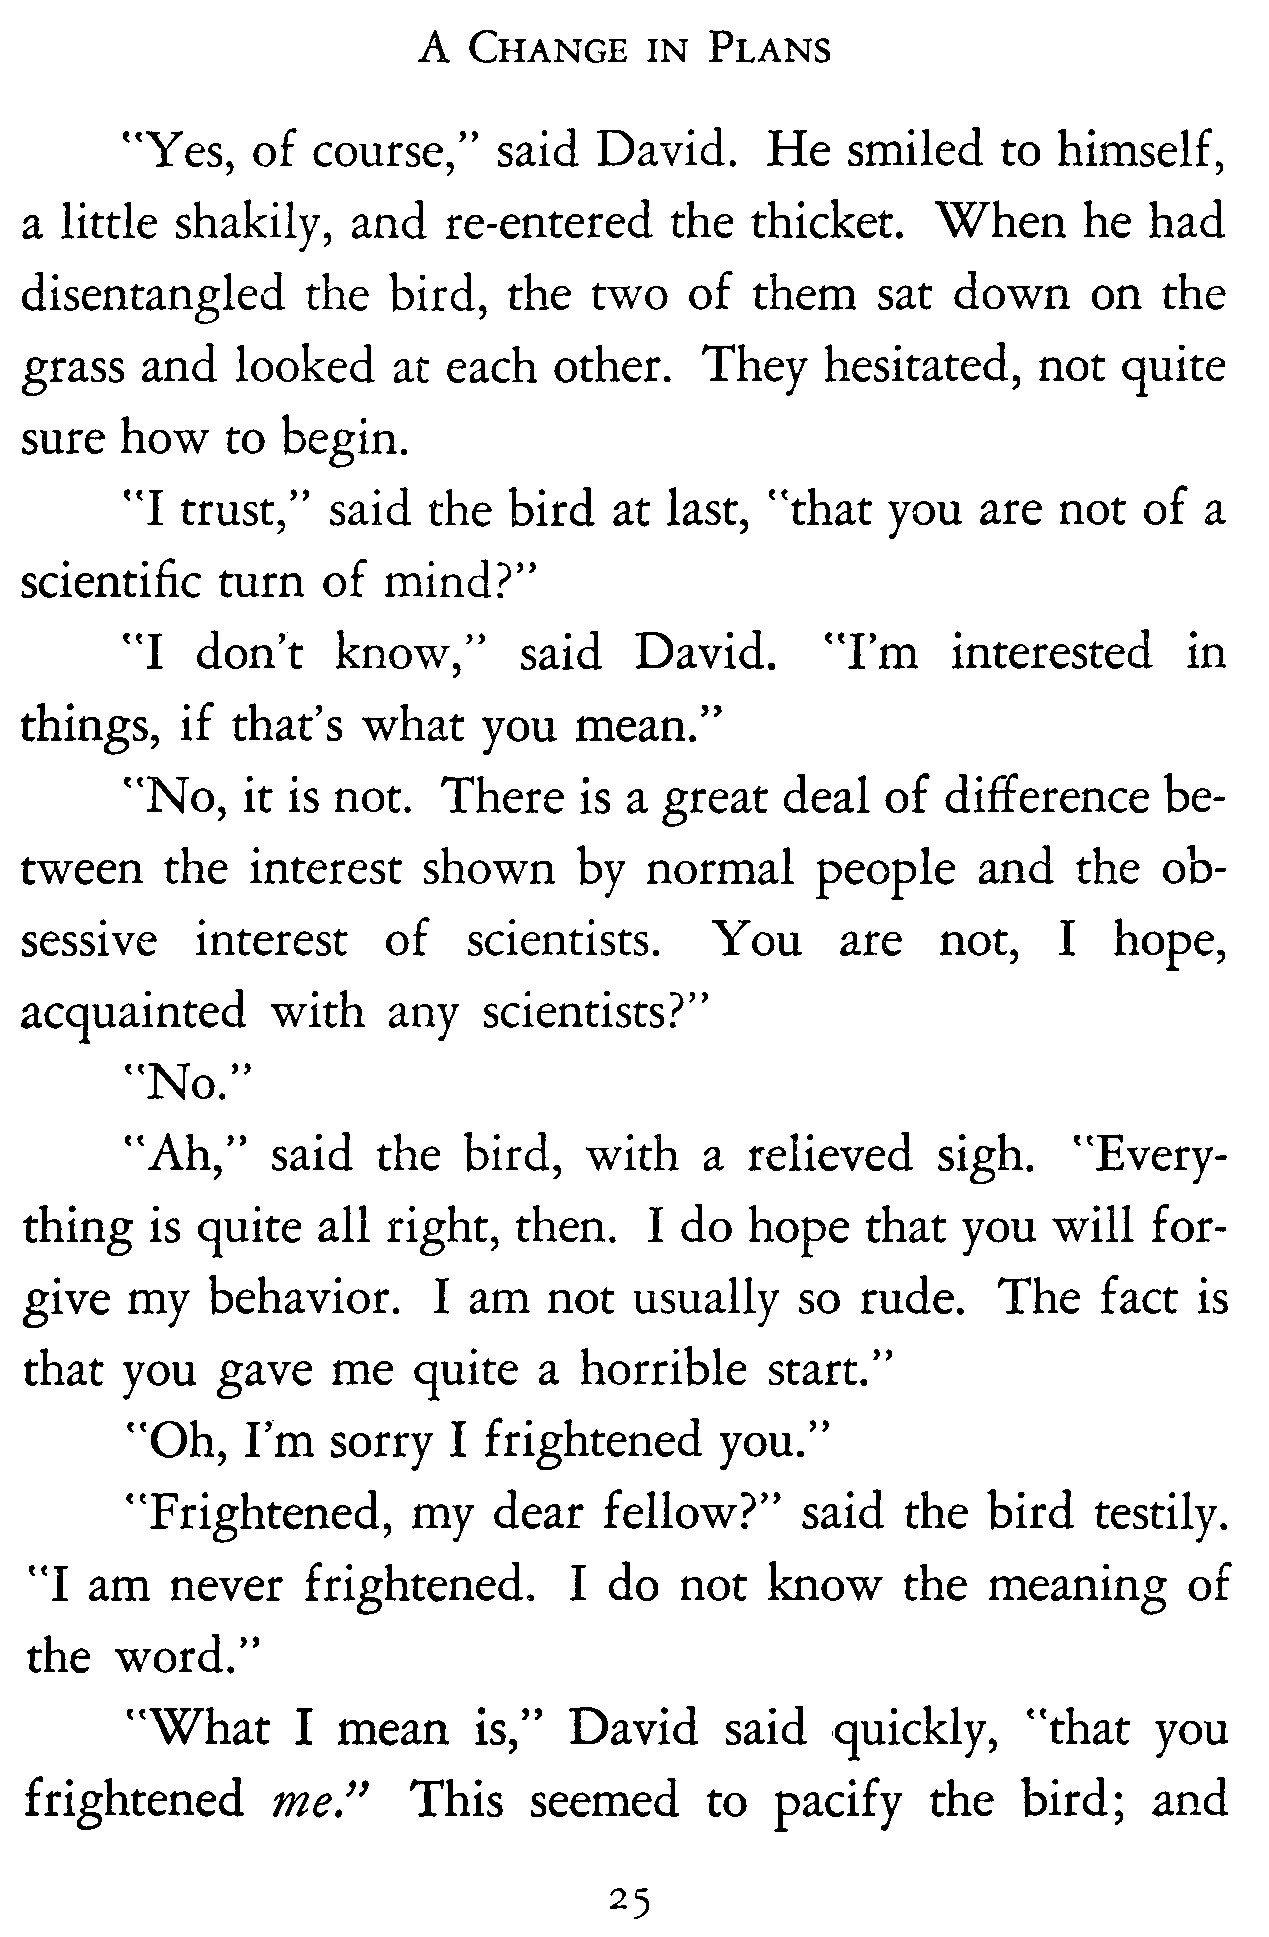 A Change in Plans
"Yes, of course," said David. He smiled to himself,
a little shakily, and re-entered the thicket. When he had
disentangled the bird, the two of them sat down on the
grass and looked at each other. They hesitated, not quite
sure how to begin.
"I trust," said the bird at last, "that you are not of a
scientific turn of mind?"
"I don't know," said David. "I'm interested in
things, if that's what you mean."
"No, it is not. There is a great deal of difference be-
tween the interest shown by normal people and the ob-
sessive interest of scientists. You are not, I hope,
acquainted with any scientists?"
"No."
"Ah," said the bird, with a relieved sigh. "Every-
thing is quite all right, then. I do hope that you will for-
give my behavior. I am not usually so rude. The fact is
that you gave me quite a horrible start."
"Oh, I'm sorry I frightened you."
"Frightened, my dear fellow?" said the bird testily.
"I am never frightened. I do not know the meaning of
the word."
"What I mean is," David said quickly, "that you
frightened me." This seemed to pacify the bird; and
25